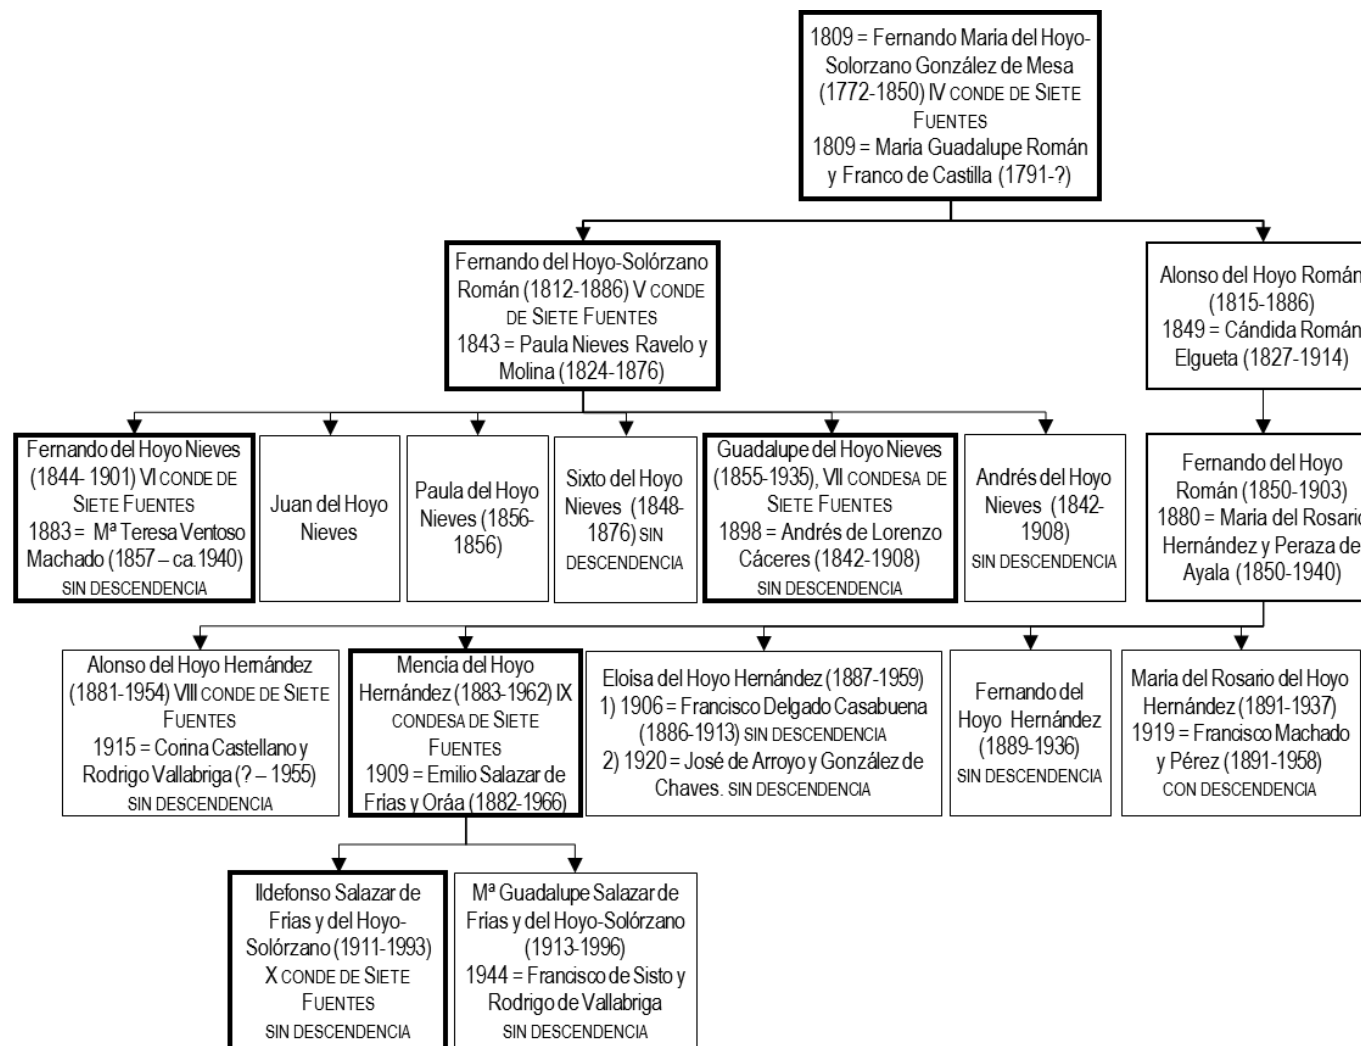 1809 = Fernando María del Hoyo-
Solorzano González de Mesa
(1772-1850) IV CONDE DE SIETE
FUENTES
1809 = María Guadalupe Román
y Franco de Castilla (1791-?)
Fernando del Hoyo-Solórzano
Román (1812-1886) V CONDE
DE SIETE FUENTES
1843 = Paula Nieves Ravelo y
Molina (1824-1876)
Alonso del Hoyo Román
(1815-1886)
1849 = Cándida Román
Elgueta (1827-1914)
Fernando del Hoyo Nieves
(1844- 1901) VI CONDE DE
SIETE FUENTES
1883 = Mª Teresa Ventoso
Machado (1857 – ca.1940)
SIN DESCENDENCIA
Juan del Hoyo
Nieves
Paula del Hoyo
Nieves (1856-
1856)
Sixto del Hoyo
Nieves (1848-
1876) SIN
DESCENDENCIA
Guadalupe del Hoyo Nieves
(1855-1935), VII CONDESA DE
SIETE FUENTES
1898 = Andrés de Lorenzo
Cáceres (1842-1908)
SIN DESCENDENCIA
Andrés del Hoyo
Nieves (1842-
1908)
SIN DESCENDENCIA
Fernando del Hoyo
Román (1850-1903)
1880 = María del Rosario
Hernández y Peraza de
Ayala (1850-1940)
Alonso del Hoyo Hernández
(1881-1954) VIII CONDE DE SIETE
FUENTES
1915 = Corina Castellano y
Rodrigo Vallabriga (? – 1955)
SIN DESCENDENCIA
Mencía del Hoyo
Hernández (1883-1962) IX
CONDESA DE SIETE
FUENTES
1909 = Emilio Salazar de
Frías y Oráa (1882-1966)
Eloísa del Hoyo Hernández (1887-1959)
1) 1906 = Francisco Delgado Casabuena
(1886-1913) SIN DESCENDENCIA
2) 1920 = José de Arroyo y González de
Chaves. SIN DESCENDENCIA
Fernando del
Hoyo Hernández
(1889-1936)
SIN DESCENDENCIA
María del Rosario del Hoyo
Hernández (1891-1937)
1919 = Francisco Machado
y Pérez (1891-1958)
CON DESCENDENCIA
Ildefonso Salazar de
Frías y del Hoyo-
Solórzano (1911-1993)
X CONDE DE SIETE
FUENTES
SIN DESCENDENCIA
Mª Guadalupe Salazar de
Frías y del Hoyo-Solórzano
(1913-1996)
1944 = Francisco de Sisto y
Rodrigo de Vallabriga
SIN DESCENDENCIA